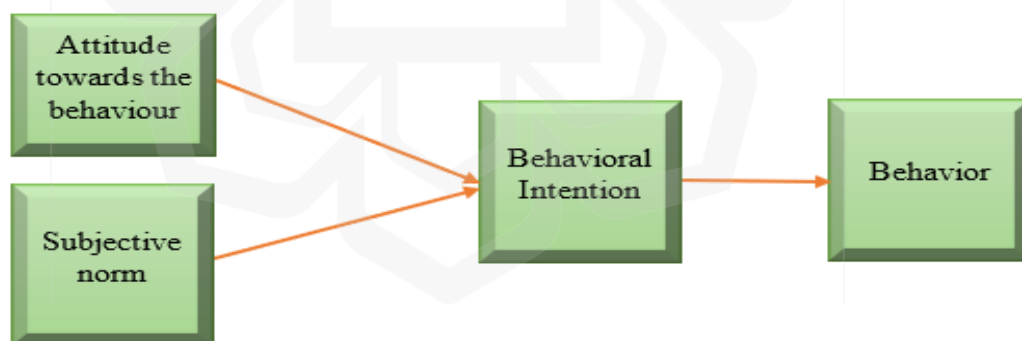 Attitude
towards the
behaviour
Subjective
norm
Behavioral
Intention
Behavior